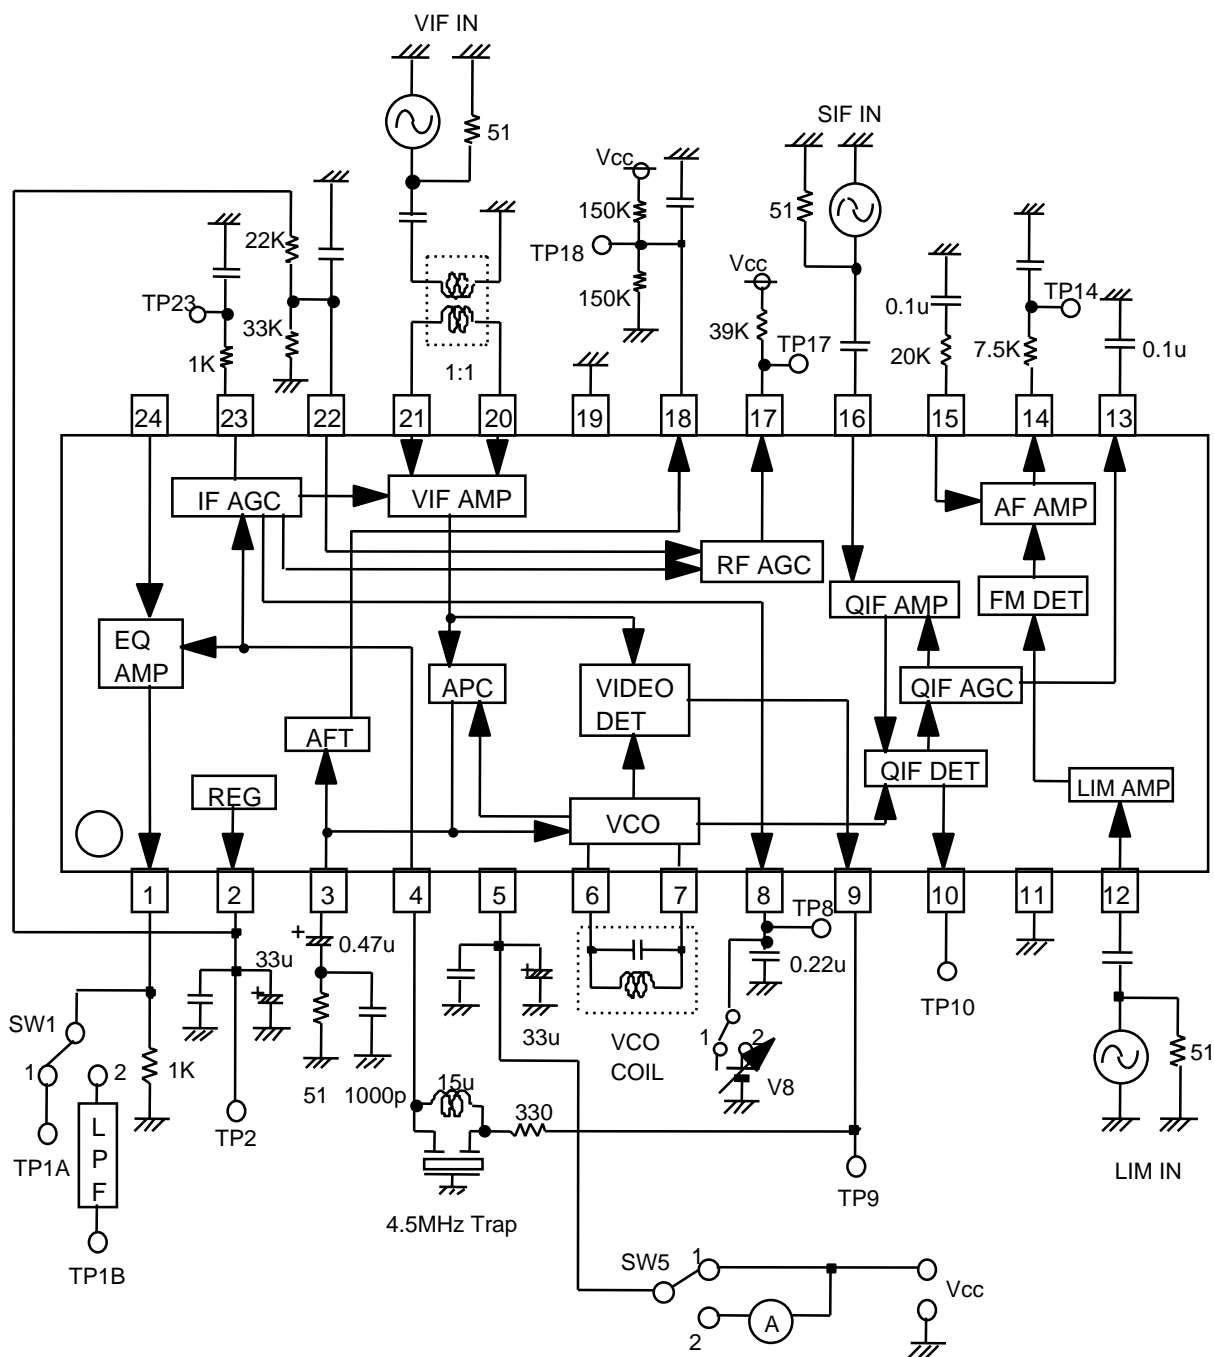 VIF IN
51
SIF IN
Vcc
150K
51
22K
TP18
TP23
Vcc
TP14
150K
0.1u
33K
39K
TP17
7.5K
0.1u
1K
20K
1:1
24
23
22
21
20
19
18
17
16
15
14
13
IF AGC
VIF AMP
AF AMP
RF AGC
QIF AMP
FM DET
EQ
AMP
APC
VIDEO
DET
QIF AGC
AFT
QIF DET
REG
LIM AMP
VCO
1
2
3
4
5
6
7
8
9
10
11
12
TP8
+
0.47u
33u
0.22u
+
+
TP10
SW1
33u
VCO
COIL
1
2
51
1
2
1K
51
1000p
15u
V8
330
TP2
L
P
F
TP1A
LIM IN
TP9
4.5MHz Trap
TP1B
SW5
1
Vcc
2
A